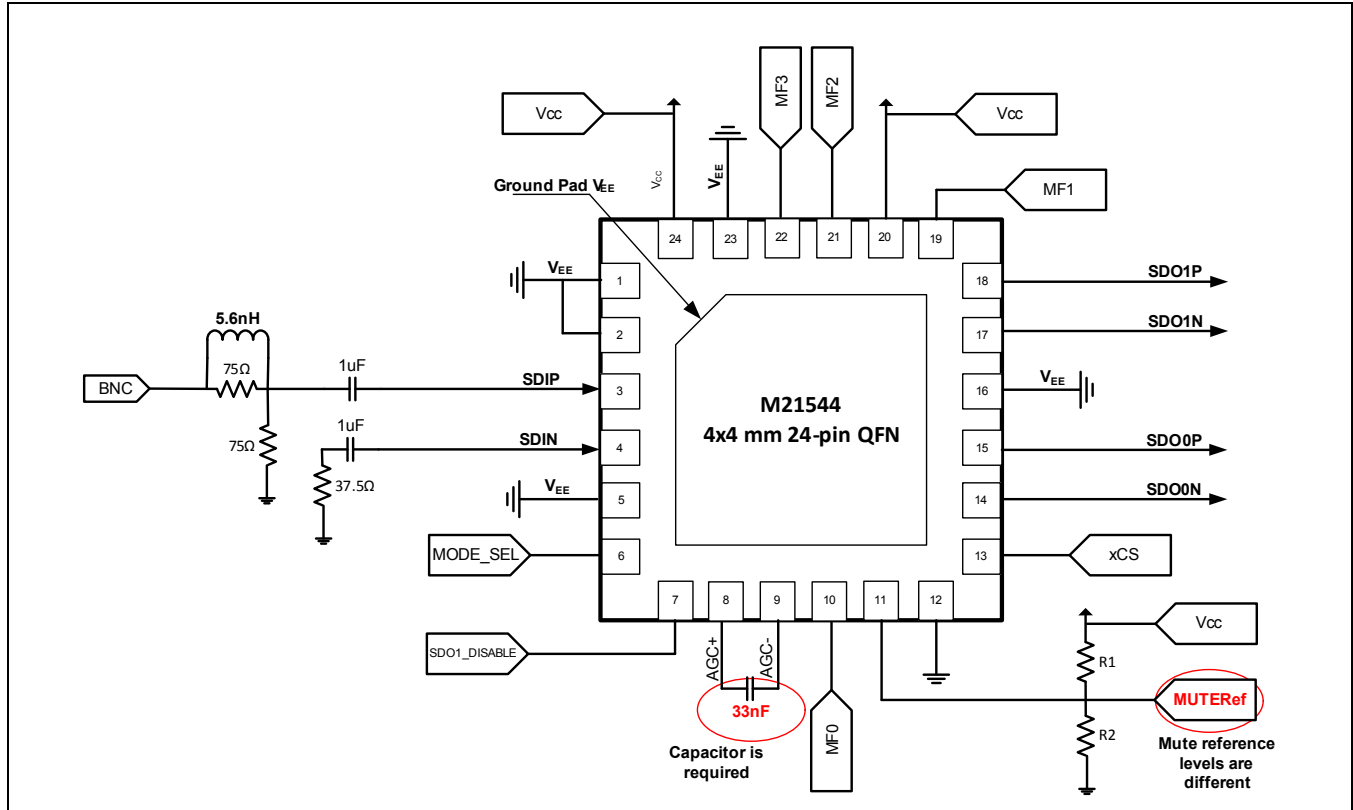 Vcc
MF3
MF2
Vcc
VCC
VEE
MF1
Ground Pad VEE
24
23
22
21
20
19
VEE
1
18
SDO1P
2
17
SDO1N
5.6nH
75Ω
1uF
BNC
SDIP
3
16
VEE
M21544
4x4 mm 24-pin QFN
75Ω
1uF
SDIN
4
15
SDO0P
37.5Ω
VEE
5
14
SDO0N
MODE_SEL
6
13
xCS
7
8
9
10
11
12
SDO1_DISABLE
AGC+
AGC-
33nF
Capacitor is
required
MF0
Vcc
R1
MUTERef
R2
Mute reference
levels are
different